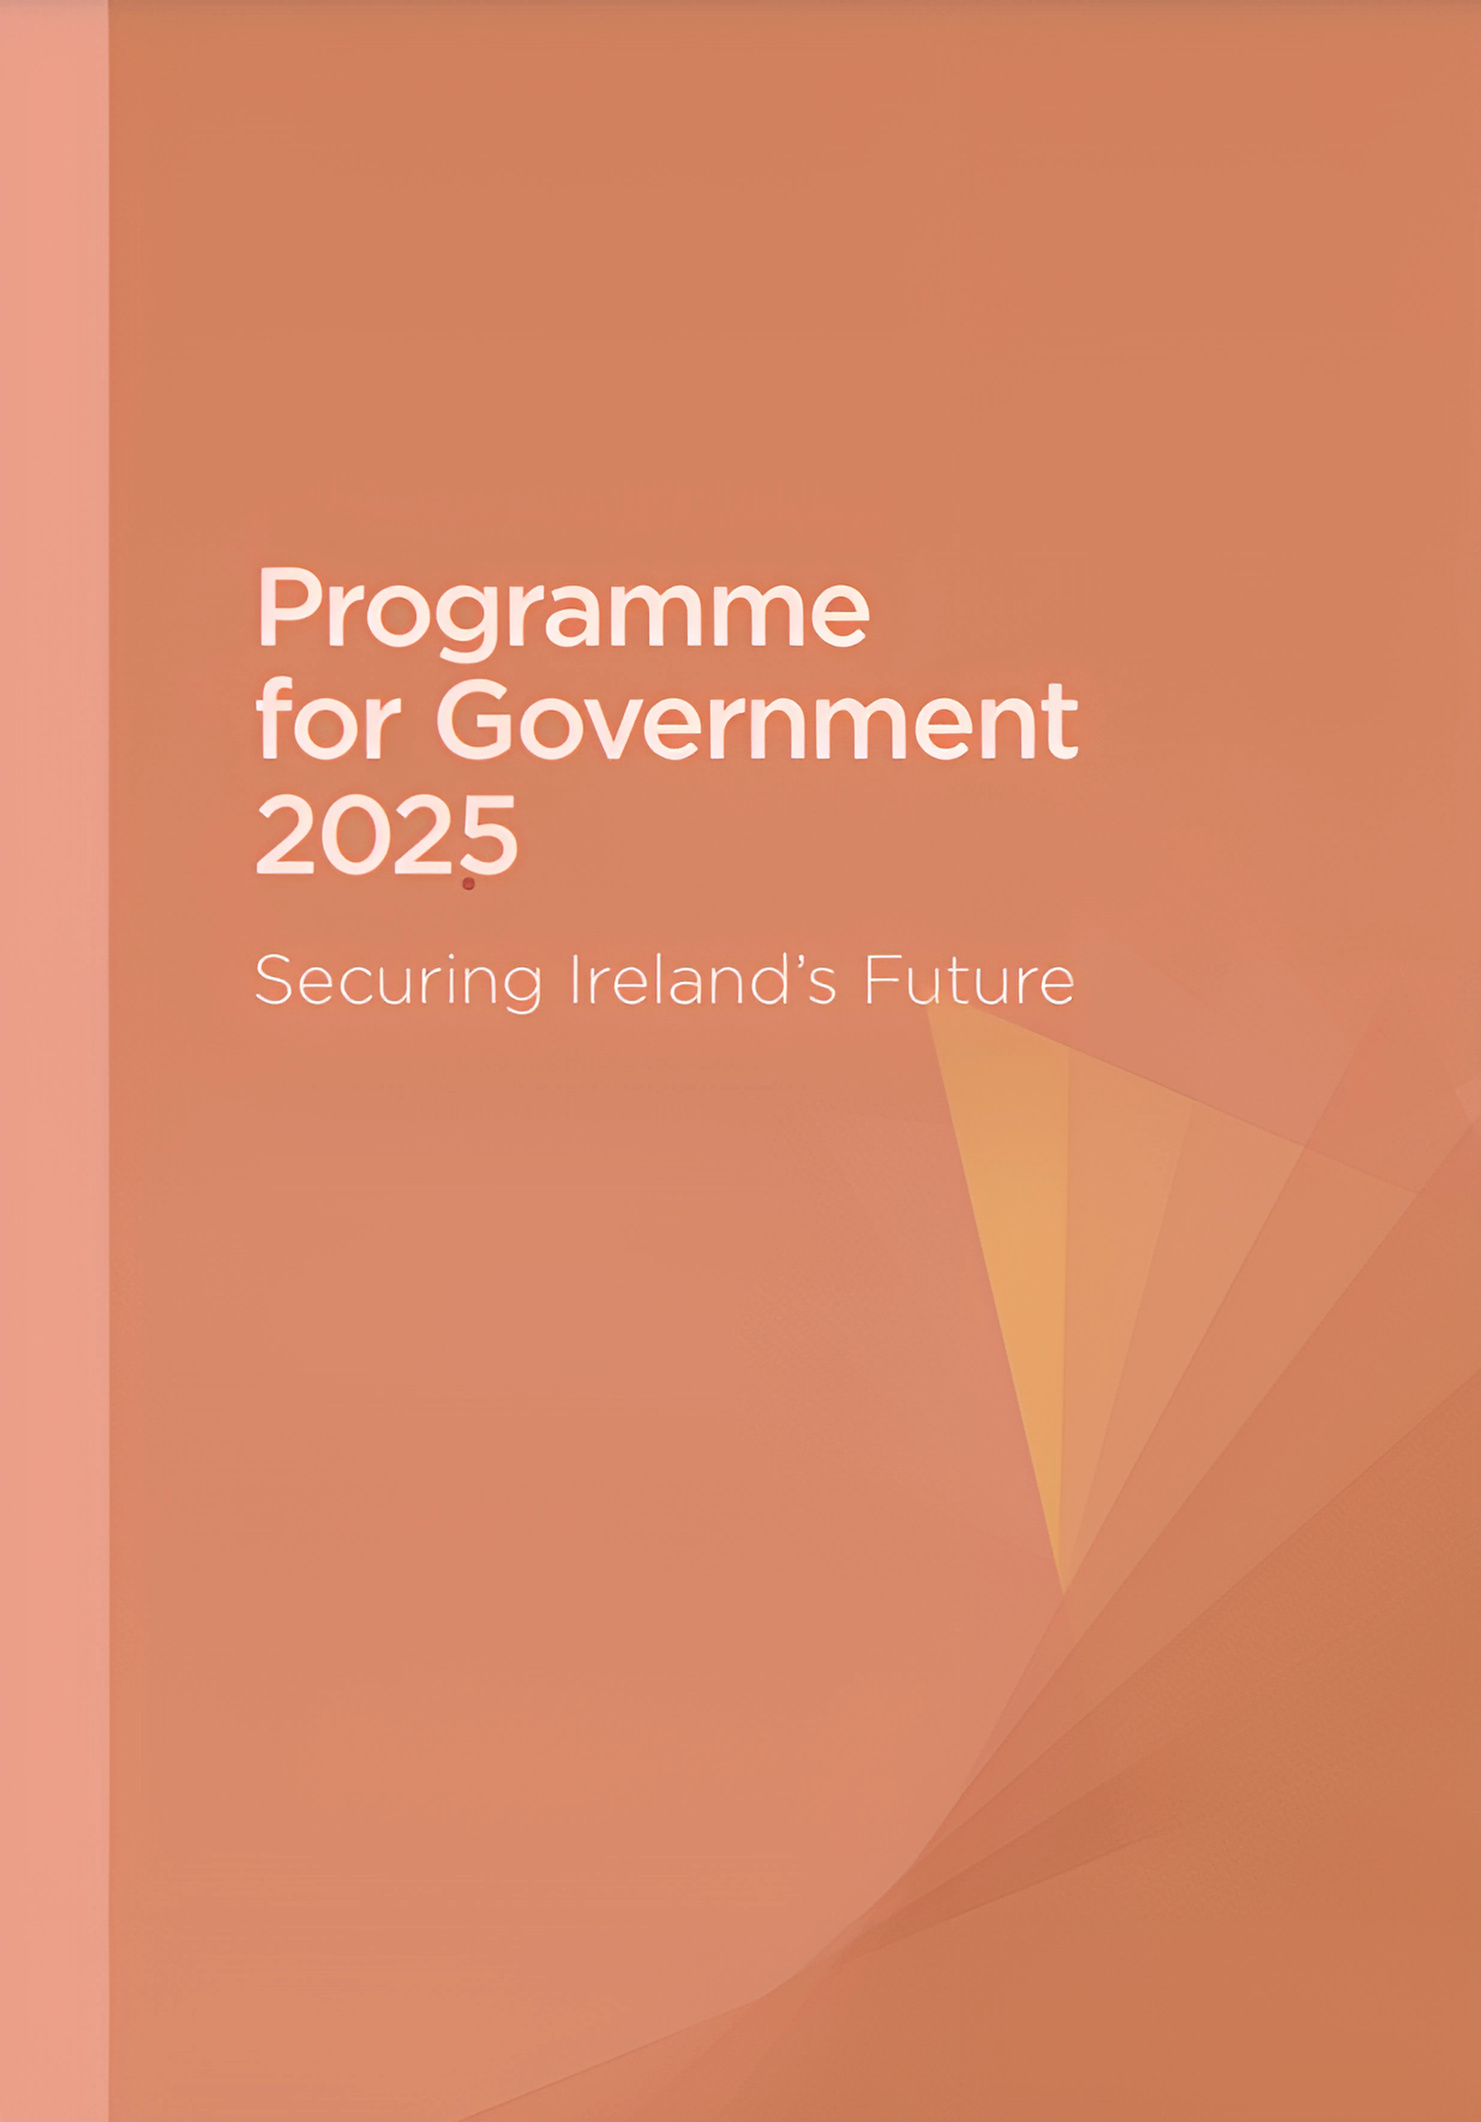 Programme
for Government
2025
Securing Ireland’s Future